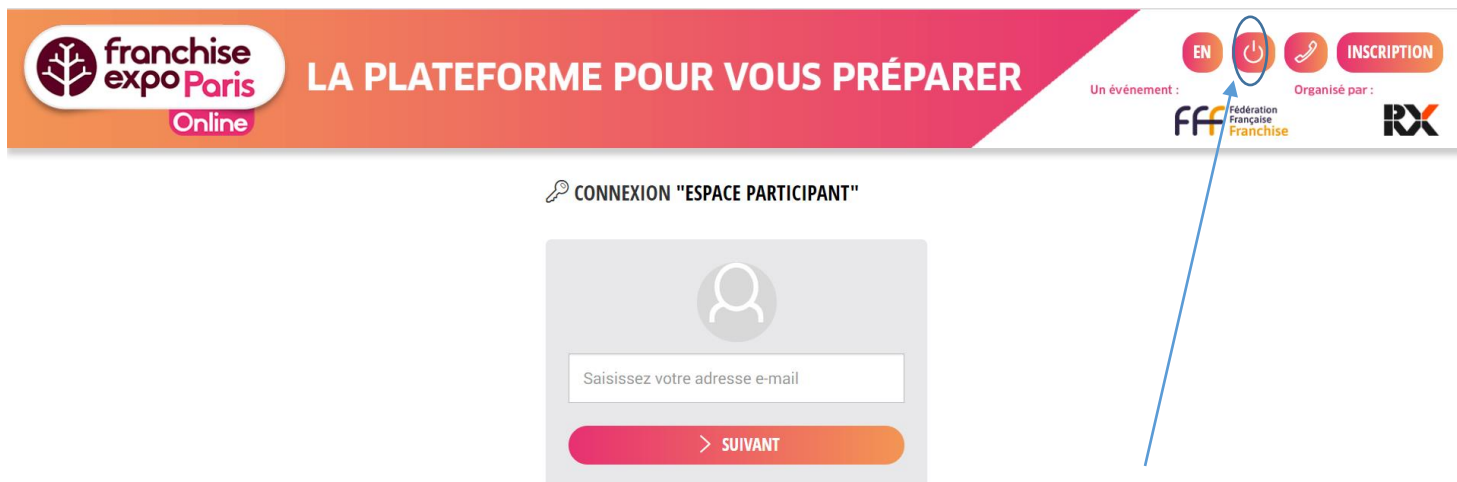 franchise
expo Paris
Online
LA PLATEFORME POUR VOUS PRÉPARER
EN
INSCRIPTION
Un événement :
Organisé par :
FFF Fédération
Française
Franchise
RX
CONNEXION "ESPACE PARTICIPANT"
Saisissez votre adresse e-mail
> SUIVANT